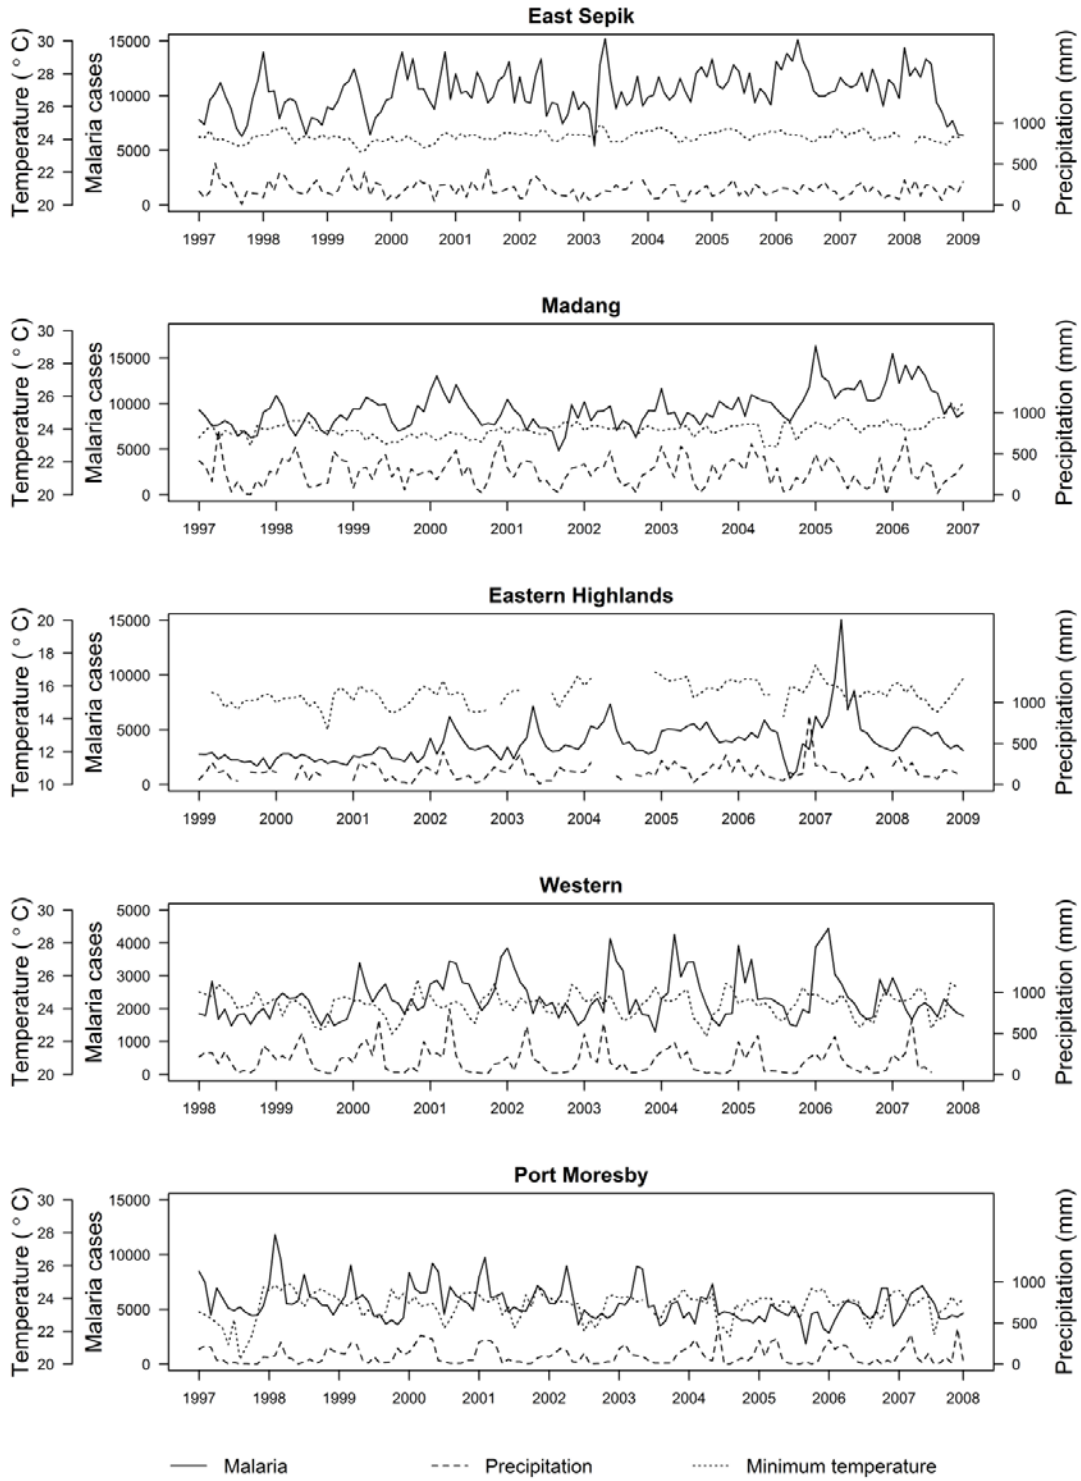 East Sepik
Temperature ( ° C)
30
28
26
24
22
20
Malaria cases
15000
10000
5000
0
Precipitation (mm)
1000
500
0
1997 1998 1999 2000 2001 2002 2003 2004 2005 2006 2007 2008 2009
Madang
Temperature ( ° C)
30
28
26
24
22
20
Malaria cases
15000
10000
5000
0
Precipitation (mm)
1000
500
0
1997 1998 1999 2000 2001 2002 2003 2004 2005 2006 2007
Eastern Highlands
Temperature ( ° C)
20
18
16
14
12
10
Malaria cases
15000
10000
5000
0
Precipitation (mm)
1000
500
0
1999 2000 2001 2002 2003 2004 2005 2006 2007 2008 2009
Western
Temperature ( ° C)
30
28
26
24
22
20
Malaria cases
5000
4000
3000
2000
1000
0
Precipitation (mm)
1000
500
0
1998 1999 2000 2001 2002 2003 2004 2005 2006 2007 2008
Port Moresby
Temperature ( ° C)
30
28
26
24
22
20
Malaria cases
15000
10000
5000
0
Precipitation (mm)
1000
500
0
1997 1998 1999 2000 2001 2002 2003 2004 2005 2006 2007 2008
Malaria Precipitation Minimum temperature